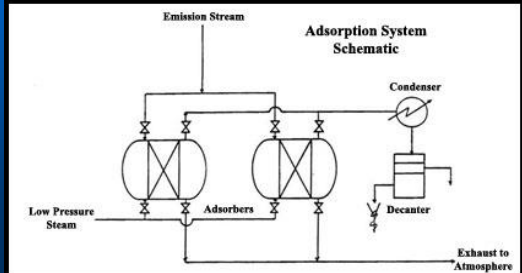 Emission Stream
Adsorption System
Schematic
Condenser
Low Pressure
Steam
Adsorbers
Decanter
Exhaust to
Atmosphere